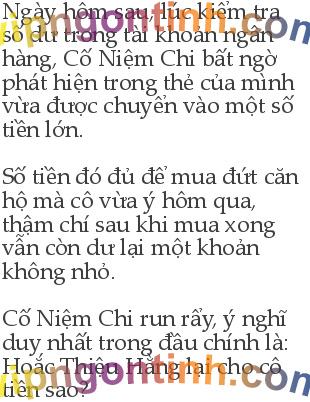 Ngày hôm sau, lúc kiểm tra
số dư trong tài khoản ngân
hàng, Cố Niệm Chi bất ngờ
phát hiện trong thẻ của mình
vừa được chuyển vào một số
tiền lớn.
Số tiền đó đủ để mua đứt căn
hộ mà cô vừa ý hôm qua,
thậm chí sau khi mua xong
vẫn còn dư lại một khoản
không nhỏ.
Cố Niệm Chi run rẩy, ý nghĩ
duy nhất trong đầu chính là:
Hoắc Thiệu Hằng lại cho cô
tiền sao?
vipngontinh.com